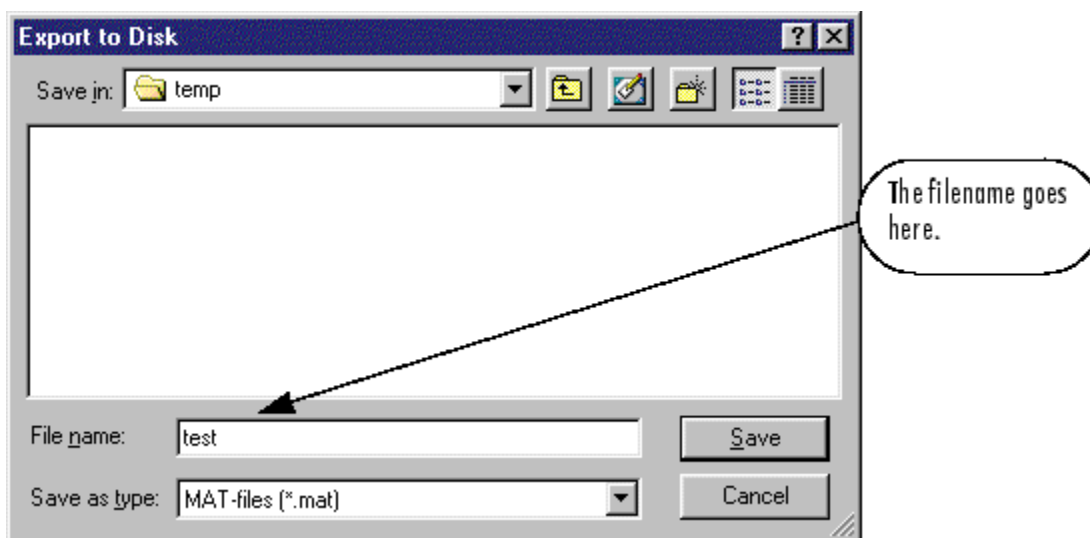 Export to Disk
Save in: temp
The filename goes
here.
File name: test Save
Save as type: MAT-files (*.mat) Cancel